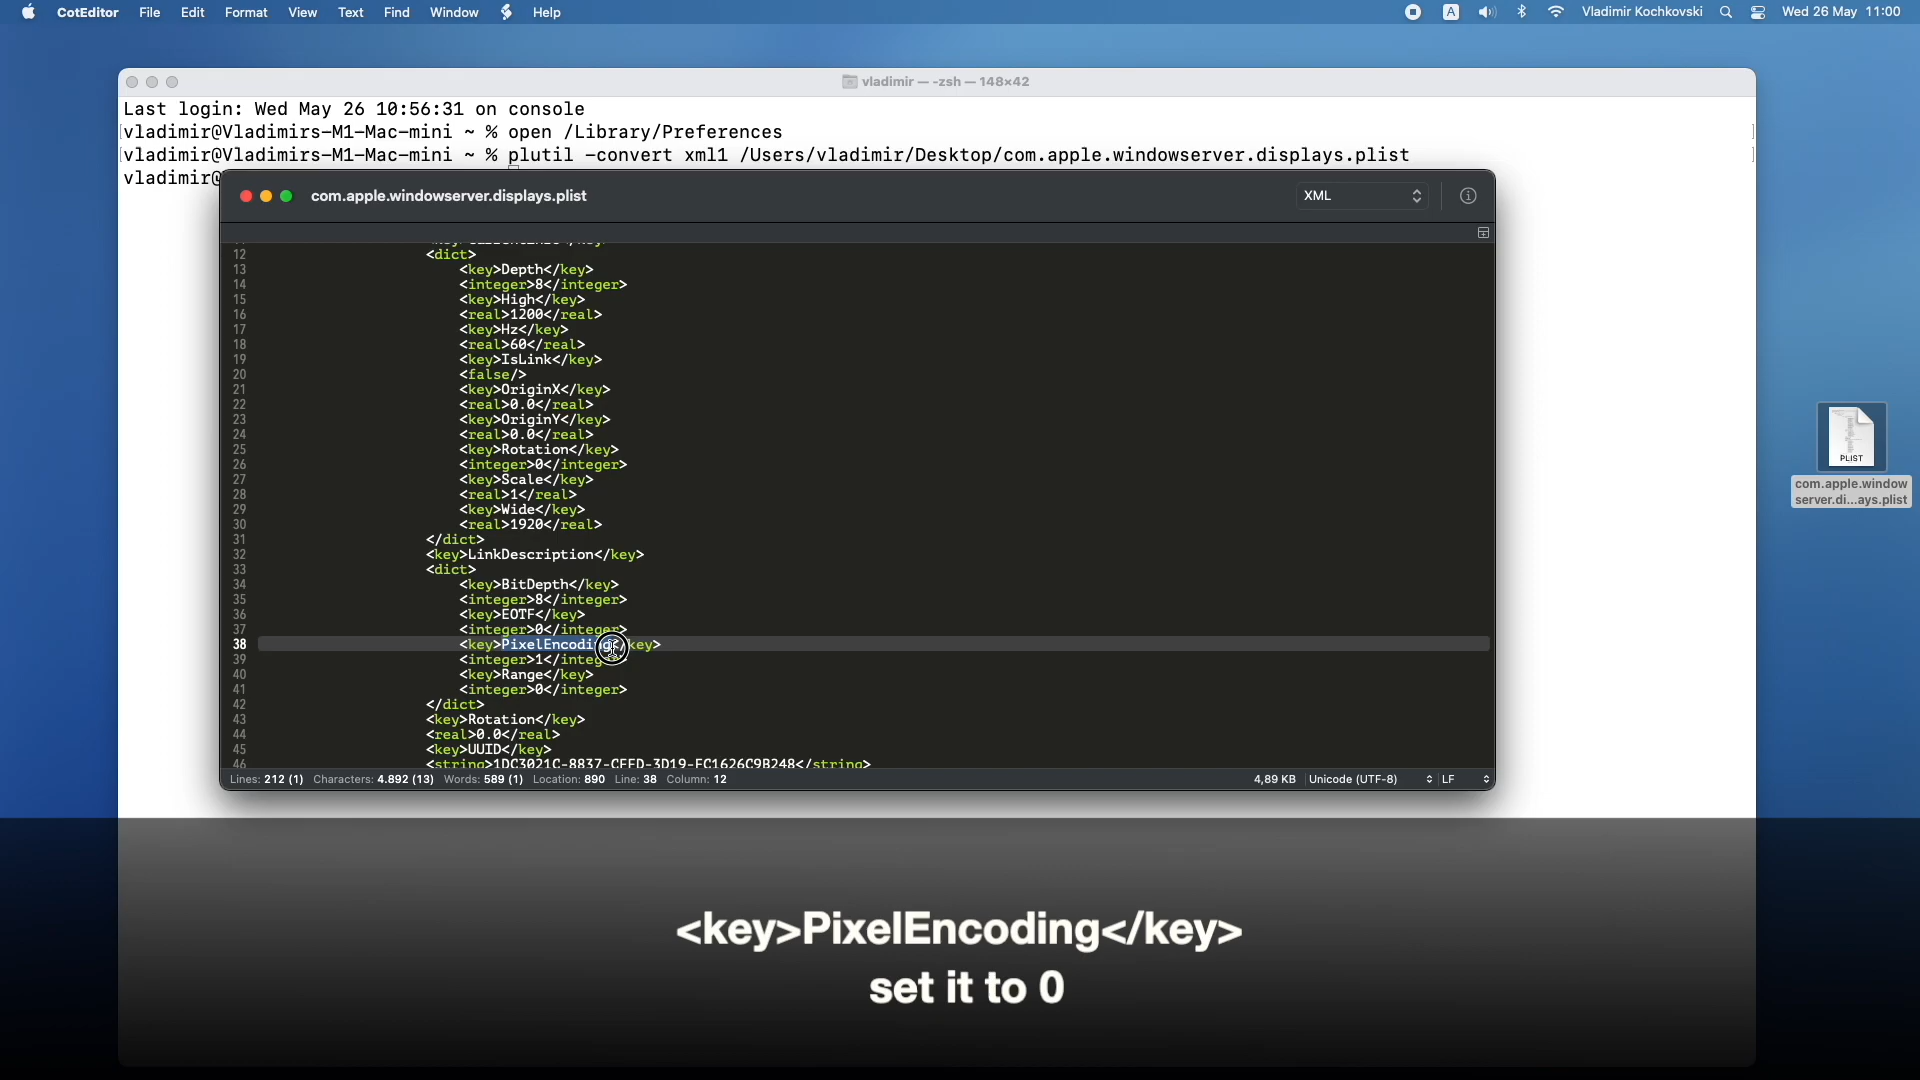 CotEditor File Edit Format View Text Find Window Help A Vladimir Kochkovski Wed 26 May 11:00
vladimir — -zsh — 148×42
Last login: Wed May 26 10:56:31 on console
[vladimir@Vladimirs-M1-Mac-mini ~ % open /Library/Preferences ]
[vladimir@Vladimirs-M1-Mac-mini ~ % plutil -convert xml1 /Users/vladimir/Desktop/com.apple.windowserver.displays.plist ]
vladimir@
com.apple.windowserver.displays.plist XML
12 <dict>
13 <key>Depth</key>
14 <integer>8</integer>
15 <key>High</key>
16 <real>1200</real>
17 <key>Hz</key>
18 <real>60</real>
19 <key>IsLink</key>
20 <false/>
21 <key>OriginX</key>
22 <real>0.0</real>
23 <key>OriginY</key>
24 <real>0.0</real>
25 <key>Rotation</key>
26 <integer>0</integer>
27 <key>Scale</key>
28 <real>1</real>
29 <key>Wide</key>
30 <real>1920</real>
31 </dict>
32 <key>LinkDescription</key>
33 <dict>
34 <key>BitDepth</key>
35 <integer>8</integer>
36 <key>EOTF</key>
37 <integer>0</integer>
38 <key>PixelEncoding</key>
39 <integer>1</integer>
40 <key>Range</key>
41 <integer>0</integer>
42 </dict>
43 <key>Rotation</key>
44 <real>0.0</real>
45 <key>UUID</key>
46 <string>1DC3021C-8837-CFFD-3D19-FC1626C9B248</string>
Lines: 212 (1) Characters: 4.892 (13) Words: 589 (1) Location: 890 Line: 38 Column: 12 4,89 KB Unicode (UTF-8) LF
PLIST
com.apple.window
server.di...ays.plist
<key>PixelEncoding</key>
set it to 0